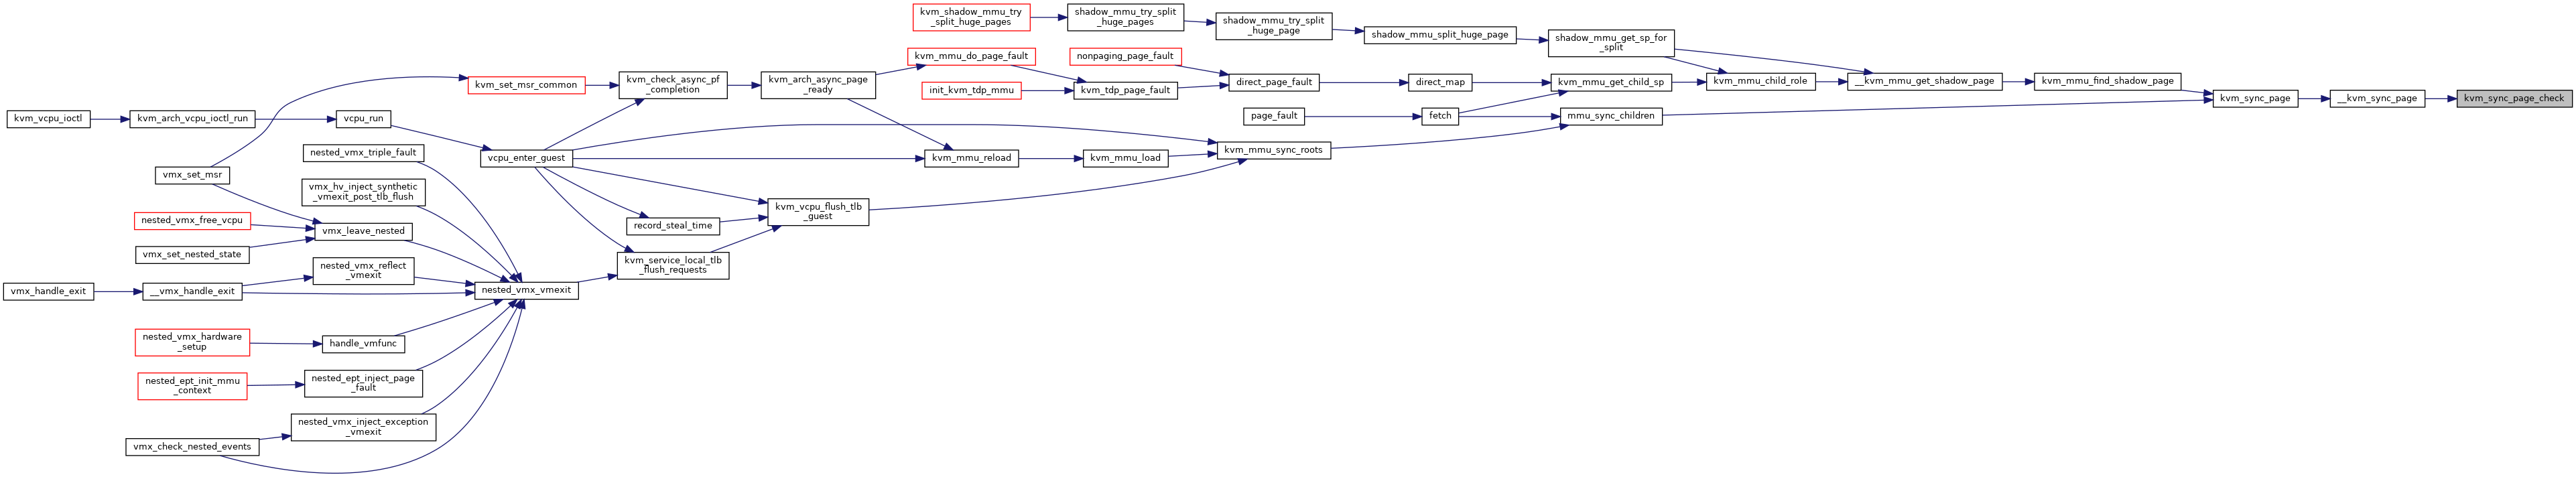 kvm_shadow_mmu_try
_split_huge_pages
shadow_mmu_try_split
_huge_pages
shadow_mmu_try_split
_huge_page
shadow_mmu_split_huge_page
shadow_mmu_get_sp_for
_split
kvm_mmu_do_page_fault
nonpaging_page_fault
kvm_set_msr_common
kvm_check_async_pf
_completion
kvm_arch_async_page
_ready
init_kvm_tdp_mmu
kvm_tdp_page_fault
direct_page_fault
direct_map
kvm_mmu_get_child_sp
kvm_mmu_child_role
__kvm_mmu_get_shadow_page
kvm_mmu_find_shadow_page
kvm_sync_page
__kvm_sync_page
kvm_sync_page_check
kvm_vcpu_ioctl
kvm_arch_vcpu_ioctl_run
vcpu_run
page_fault
fetch
mmu_sync_children
nested_vmx_triple_fault
vcpu_enter_guest
kvm_mmu_reload
kvm_mmu_load
kvm_mmu_sync_roots
vmx_set_msr
vmx_hv_inject_synthetic
_vmexit_post_tlb_flush
nested_vmx_free_vcpu
vmx_leave_nested
record_steal_time
kvm_vcpu_flush_tlb
_guest
vmx_set_nested_state
nested_vmx_reflect
_vmexit
kvm_service_local_tlb
_flush_requests
vmx_handle_exit
__vmx_handle_exit
nested_vmx_vmexit
nested_vmx_hardware
_setup
handle_vmfunc
nested_ept_init_mmu
_context
nested_ept_inject_page
_fault
nested_vmx_inject_exception
_vmexit
vmx_check_nested_events